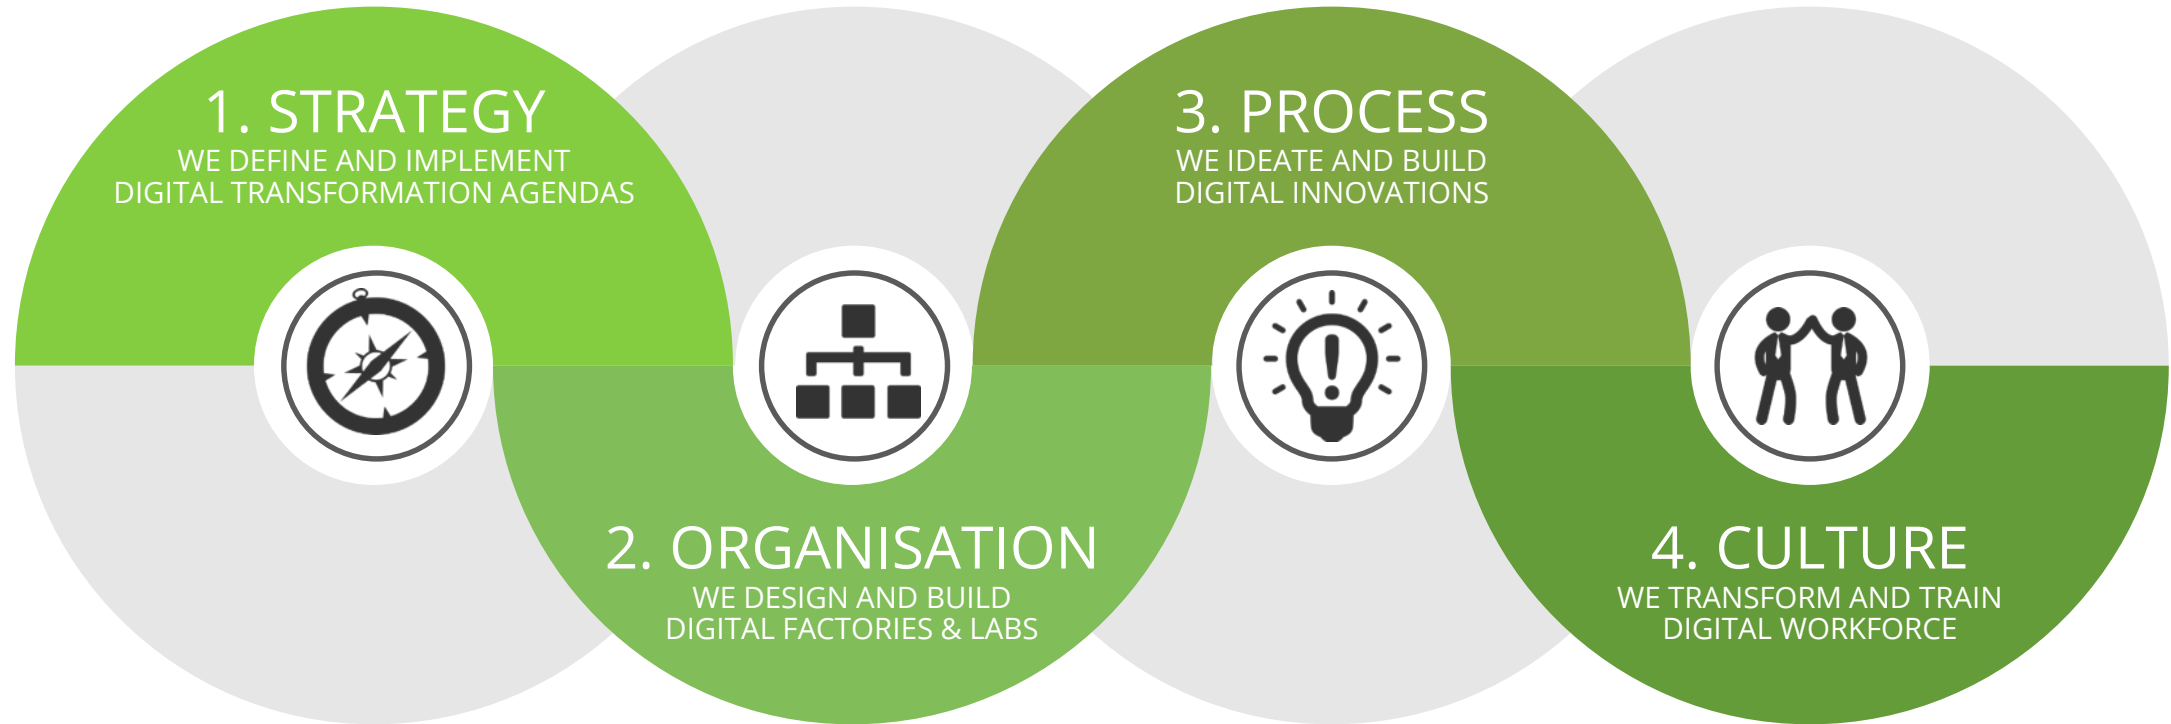 1. STRATEGY
WE DEFINE AND IMPLEMENT
DIGITAL TRANSFORMATION AGENDAS
2. ORGANISATION
WE DESIGN AND BUILD
DIGITAL FACTORIES & LABS
3. PROCESS
WE IDEATE AND BUILD
DIGITAL INNOVATIONS
4. CULTURE
WE TRANSFORM AND TRAIN
DIGITAL WORKFORCE